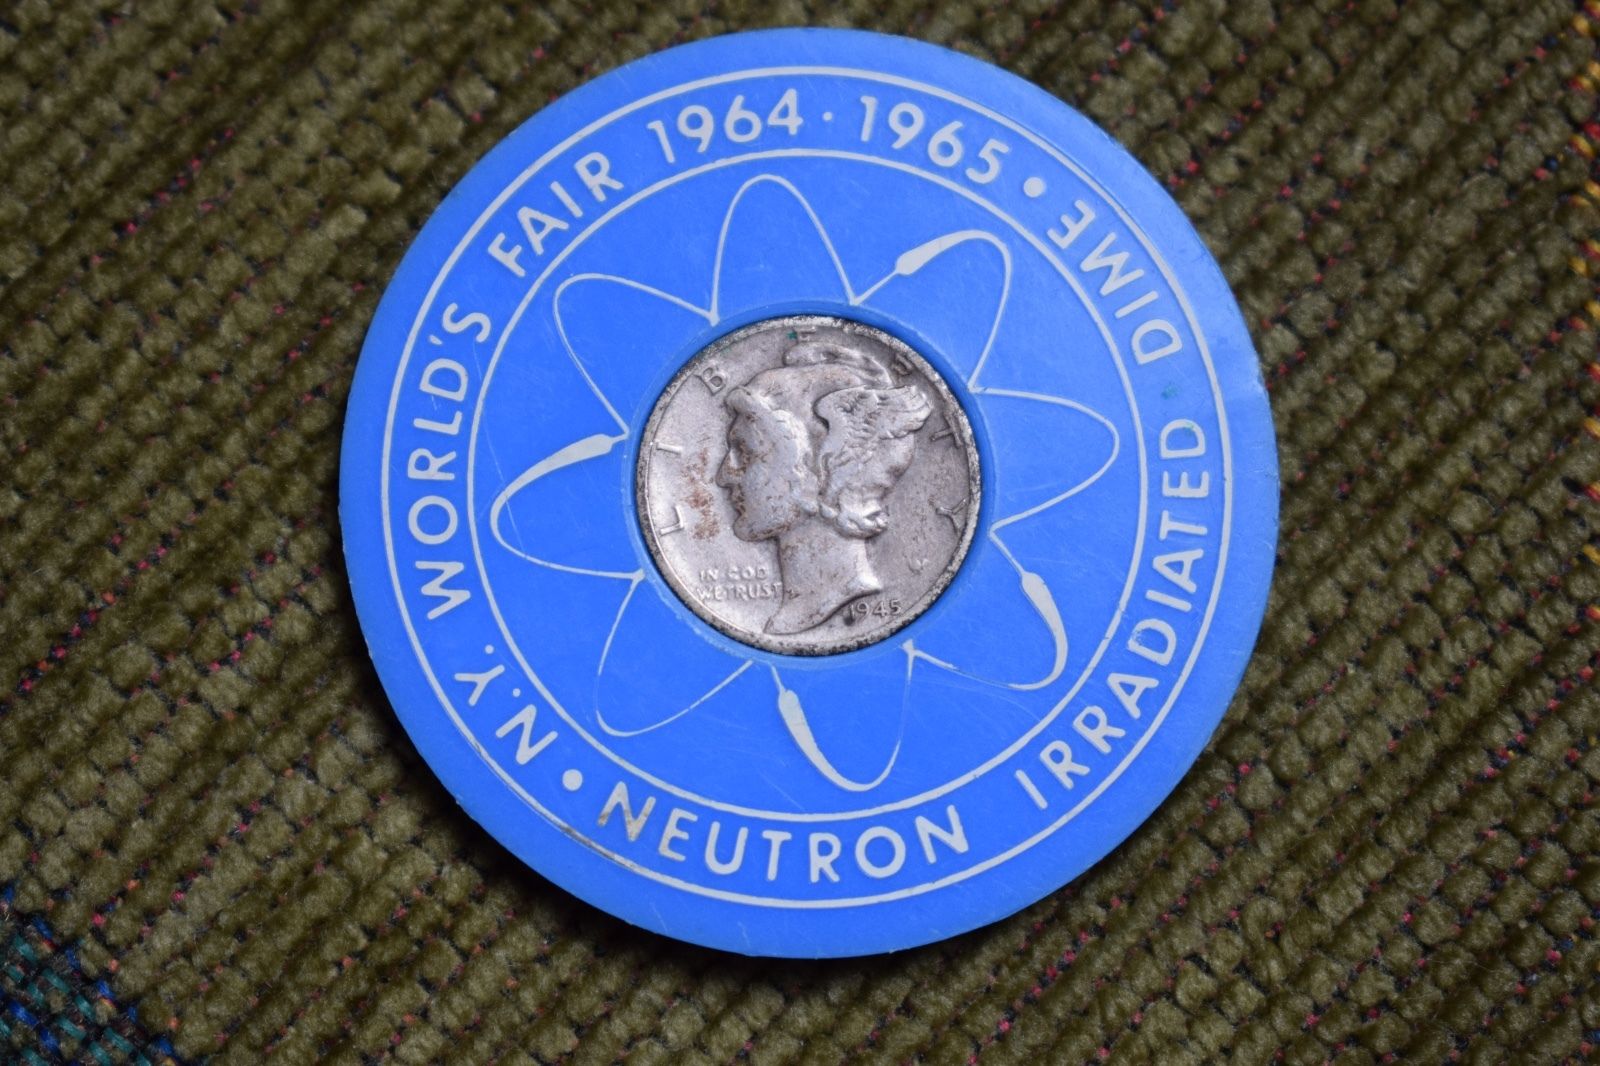 N.Y. WORLD'S FAIR 1964 · 1965 • NEUTRON IRRADIATED DIME
LIBERTY
IN GOD
WE TRUST
1945